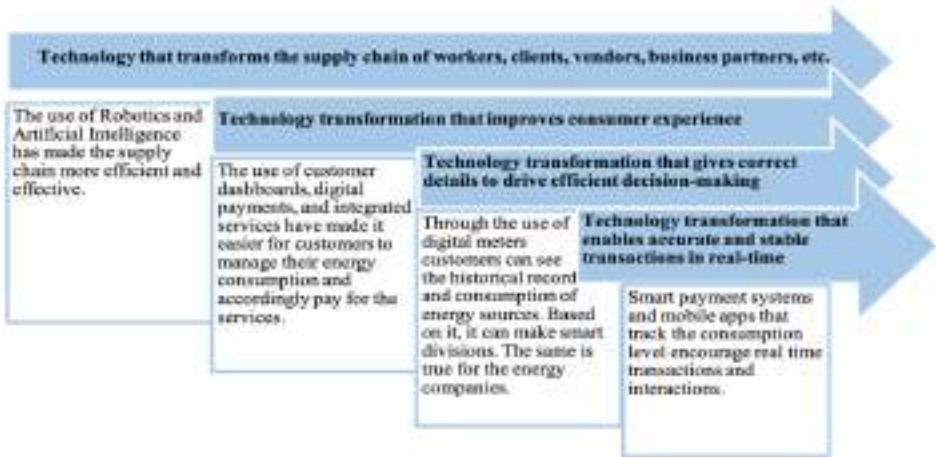 Technology that transforms the supply chain of workers, clients, vendors, business partners, etc.
The use of Robotics and
Artificial Intelligence
has made the supply
chain more efficient and
effective.
Technology transformation that improves consumer experience
The use of customer
dashboards, digital
payments, and integrated
services have made it
easier for customers to
manage their energy
consumption and
accordingly pay for the
services.
Technology transformation that gives correct
details to drive efficient decision-making
Through the use of
digital meters
customers can see
the historical record
and consumption of
energy sources. Based
on it, it can make smart
divisions. The same is
true for the energy
companies.
Technology transformation that
enables accurate and stable
transactions in real-time
Smart payment systems
and mobile apps that
track the consumption
level encourage real time
transactions and
interactions.